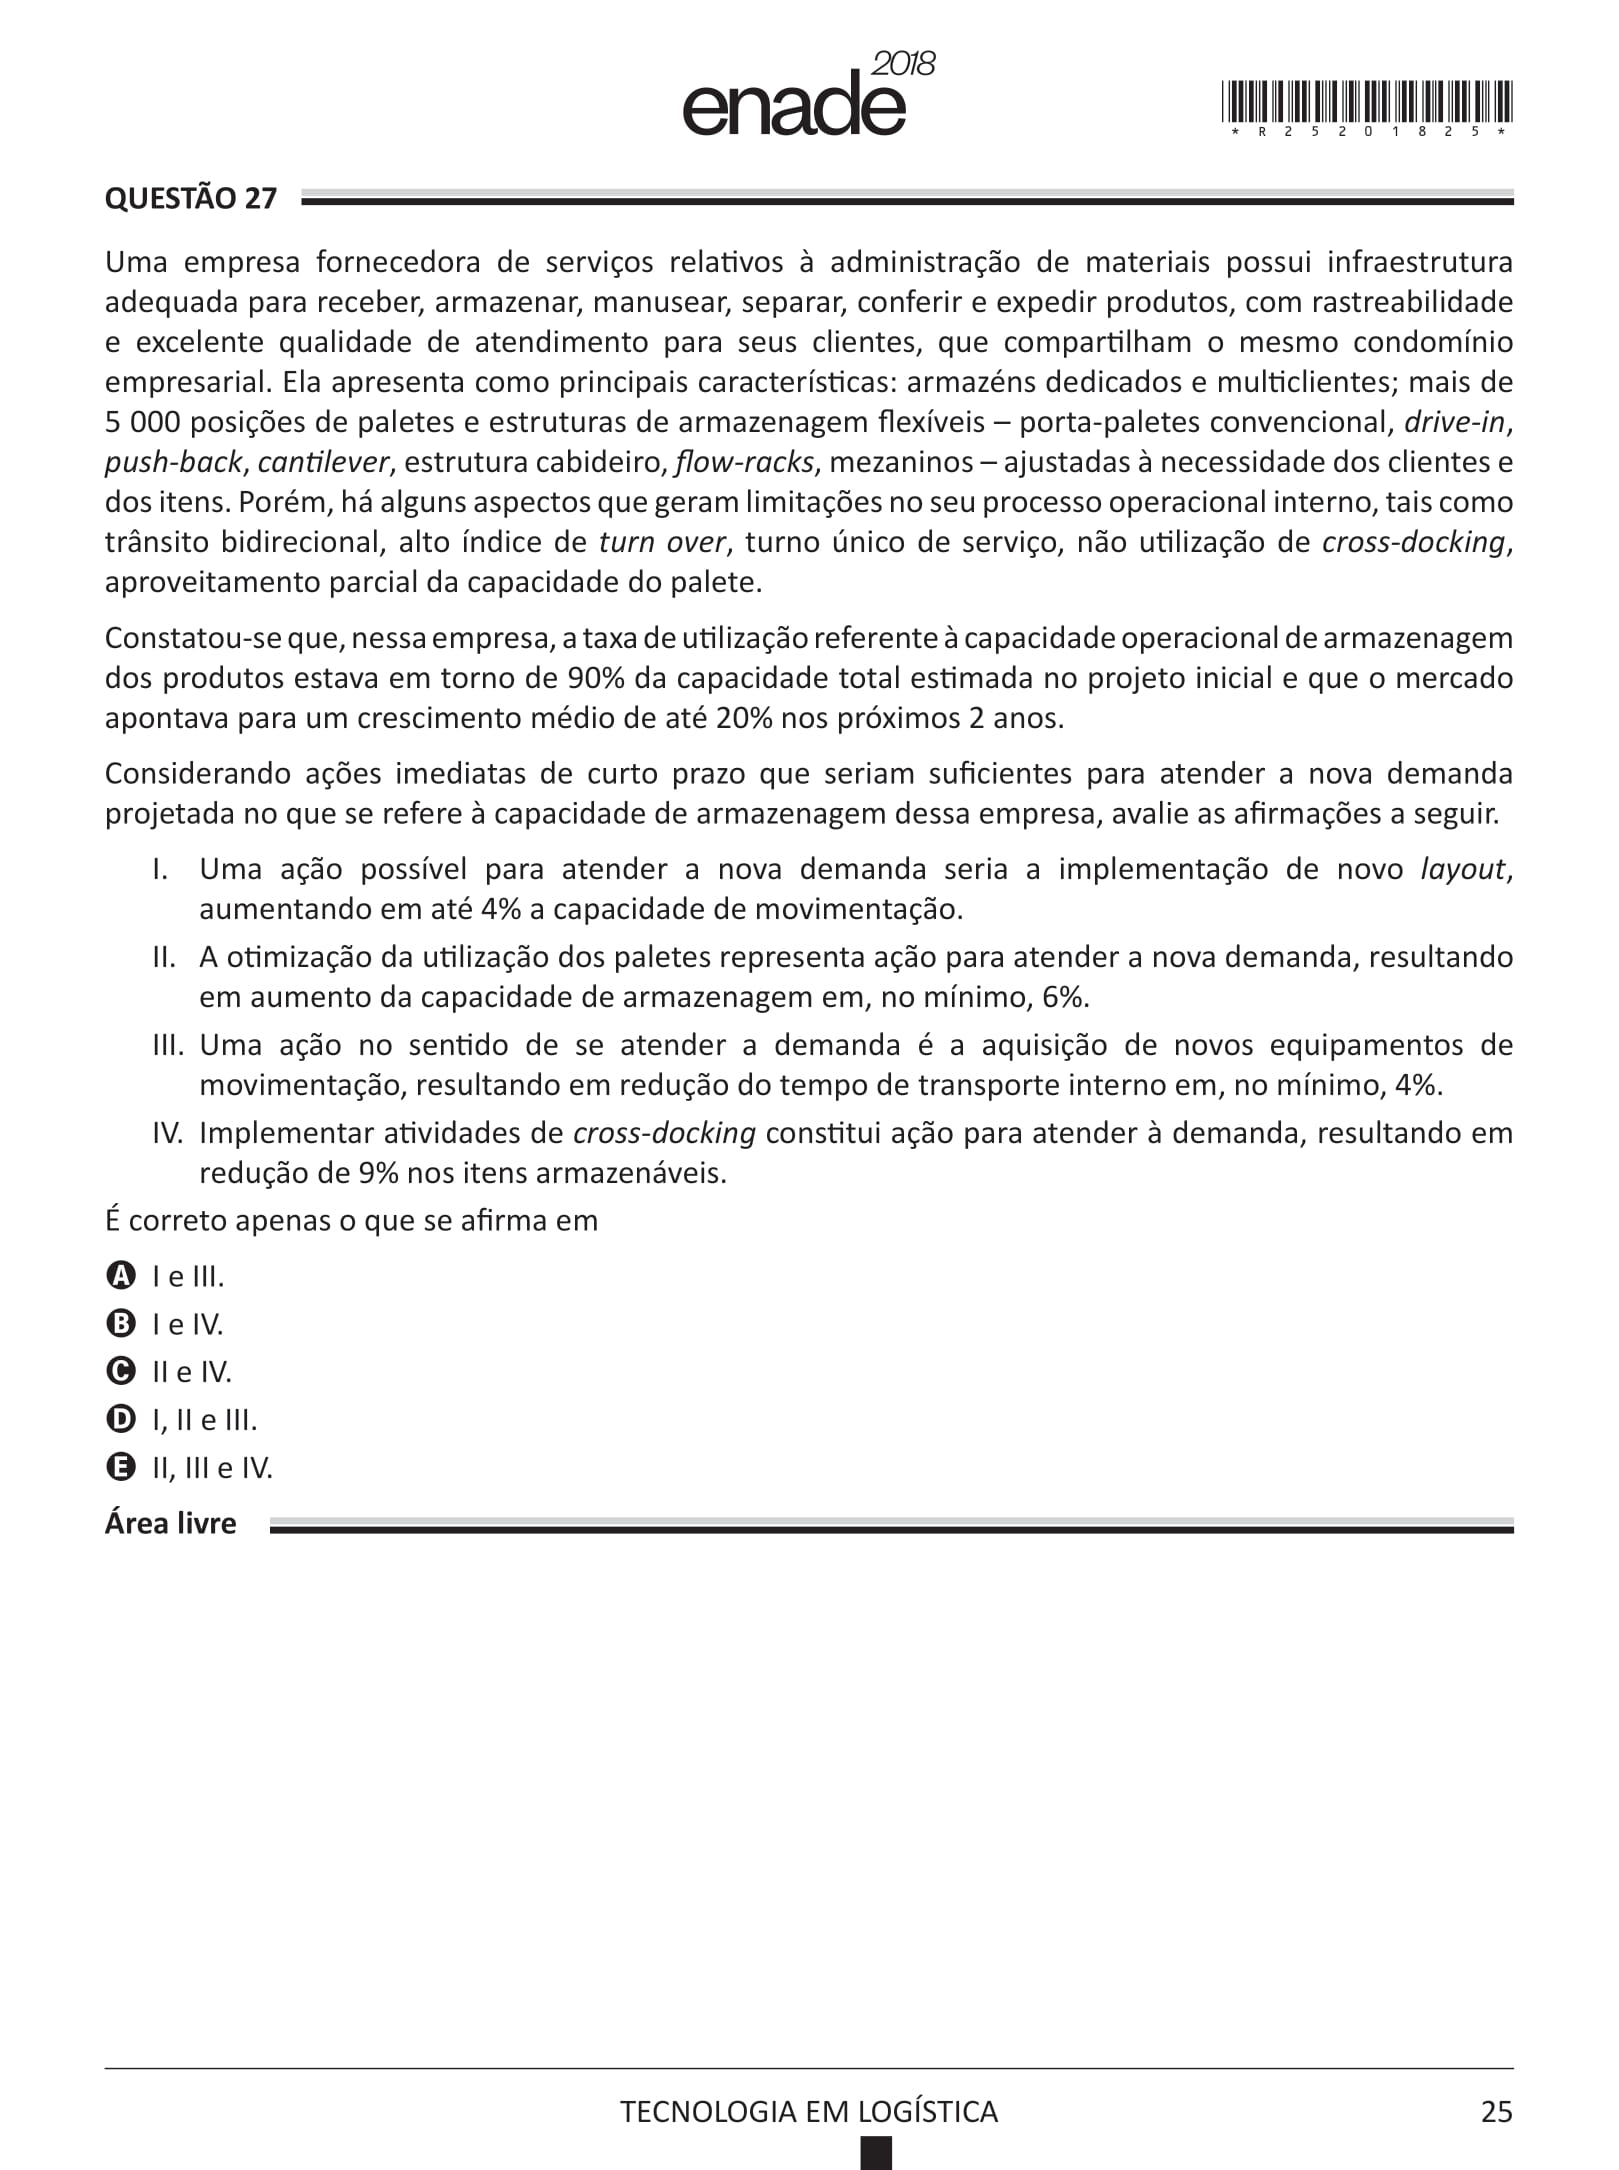 enade 2018
* R 2 5 2 0 1 8 2 5 *
QUESTÃO 27
Uma empresa fornecedora de serviços relativos à administração de materiais possui infraestrutura
adequada para receber, armazenar, manusear, separar, conferir e expedir produtos, com rastreabilidade
e excelente qualidade de atendimento para seus clientes, que compartilham o mesmo condomínio
empresarial. Ela apresenta como principais características: armazéns dedicados e multiclientes; mais de
5 000 posições de paletes e estruturas de armazenagem flexíveis – porta-paletes convencional, drive-in,
push-back, cantilever, estrutura cabideiro, flow-racks, mezaninos – ajustadas à necessidade dos clientes e
dos itens. Porém, há alguns aspectos que geram limitações no seu processo operacional interno, tais como
trânsito bidirecional, alto índice de turn over, turno único de serviço, não utilização de cross-docking,
aproveitamento parcial da capacidade do palete.
Constatou-se que, nessa empresa, a taxa de utilização referente à capacidade operacional de armazenagem
dos produtos estava em torno de 90% da capacidade total estimada no projeto inicial e que o mercado
apontava para um crescimento médio de até 20% nos próximos 2 anos.
Considerando ações imediatas de curto prazo que seriam suficientes para atender a nova demanda
projetada no que se refere à capacidade de armazenagem dessa empresa, avalie as afirmações a seguir.
I. Uma ação possível para atender a nova demanda seria a implementação de novo layout,
aumentando em até 4% a capacidade de movimentação.
II. A otimização da utilização dos paletes representa ação para atender a nova demanda, resultando
em aumento da capacidade de armazenagem em, no mínimo, 6%.
III. Uma ação no sentido de se atender a demanda é a aquisição de novos equipamentos de
movimentação, resultando em redução do tempo de transporte interno em, no mínimo, 4%.
IV. Implementar atividades de cross-docking constitui ação para atender à demanda, resultando em
redução de 9% nos itens armazenáveis.
É correto apenas o que se afirma em
A I e III.
B I e IV.
C II e IV.
D I, II e III.
E II, III e IV.
Área livre
TECNOLOGIA EM LOGÍSTICA
25